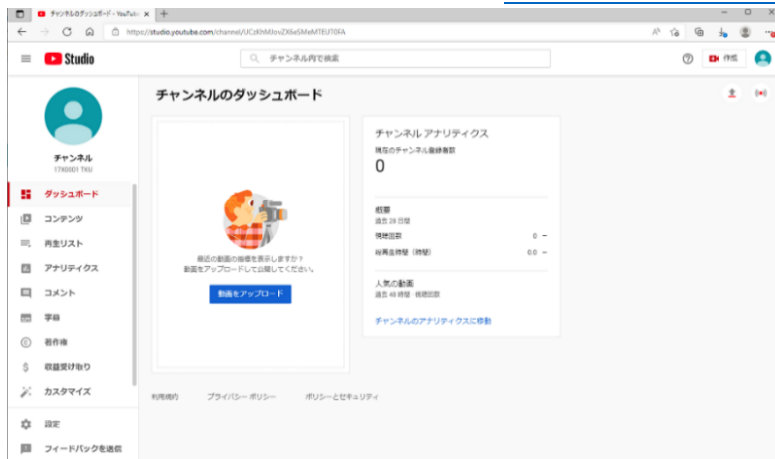 チャンネルのダッシュボード - YouTube
https://studio.youtube.com/channel/
Studio
チャンネル内で検索
作成
チャンネル
17K0001 TKU
ダッシュボード
コンテンツ
再生リスト
アナリティクス
コメント
字幕
著作権
収益受け取り
カスタマイズ
設定
フィードバックを送信
チャンネルのダッシュボード
最近の動画の指標を表示しますか？
動画をアップロードして公開してください。
動画をアップロード
チャンネル アナリティクス
現在のチャンネル登録者数
0
概要
過去 28 日間
視聴回数 0 –
総再生時間（時間） 0.0 –
人気の動画
過去 48 時間 · 視聴回数
チャンネルのアナリティクスに移動
利用規約 プライバシー ポリシー ポリシーとセキュリティ